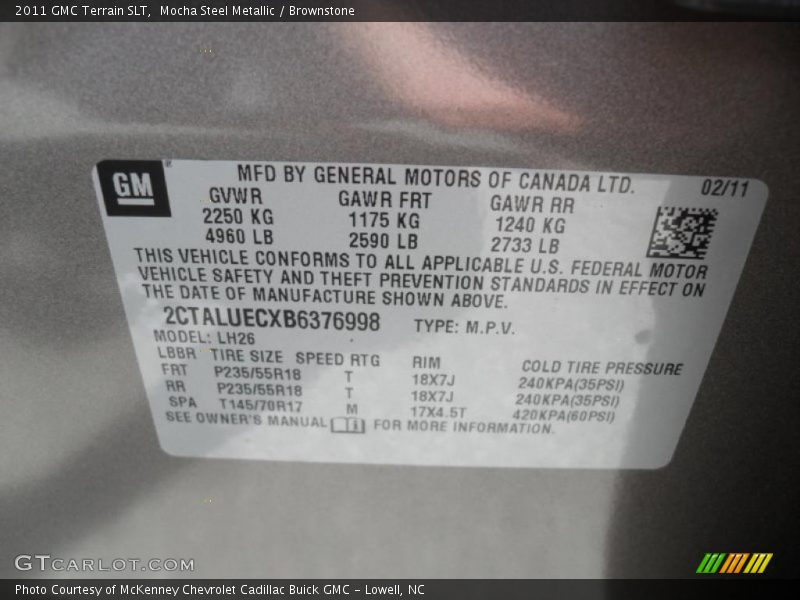 2011 GMC Terrain SLT, Mocha Steel Metallic / Brownstone
GM ® MFD BY GENERAL MOTORS OF CANADA LTD. 02/11
GVWR GAWR FRT GAWR RR
2250 KG 1175 KG 1240 KG
4960 LB 2590 LB 2733 LB
THIS VEHICLE CONFORMS TO ALL APPLICABLE U.S. FEDERAL MOTOR
VEHICLE SAFETY AND THEFT PREVENTION STANDARDS IN EFFECT ON
THE DATE OF MANUFACTURE SHOWN ABOVE.
2CTALUECXB6376998 TYPE: M.P.V.
MODEL: LH26
LBBR TIRE SIZE SPEED RTG RIM COLD TIRE PRESSURE
FRT P235/55R18 T 18X7J 240KPA(35PSI)
RR P235/55R18 T 18X7J 240KPA(35PSI)
SPA T145/70R17 M 17X4.5T 420KPA(60PSI)
SEE OWNER'S MANUAL i FOR MORE INFORMATION.
GTCARLOT.COM
Photo Courtesy of McKenney Chevrolet Cadillac Buick GMC - Lowell, NC